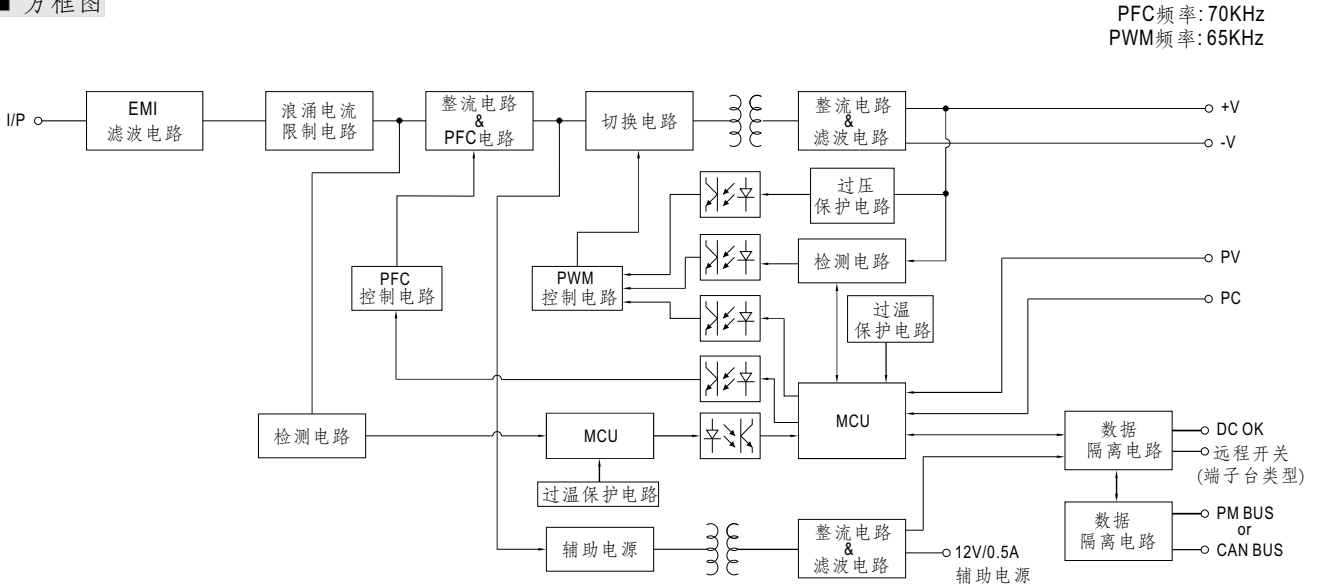 ■ 方框图
PFC频率: 70KHz
PWM频率: 65KHz
I/P
EMI
滤波电路
浪涌电流
限制电路
整流电路
&
PFC电路
切换电路
整流电路
&
滤波电路
+V
-V
过压
保护电路
检测电路
PFC
控制电路
PWM
控制电路
过温
保护电路
PV
PC
检测电路
MCU
MCU
过温保护电路
数据
隔离电路
DC OK
远程开关
(端子台类型)
数据
隔离电路
PM BUS
or
CAN BUS
辅助电源
整流电路
&
滤波电路
12V/0.5A
辅助电源